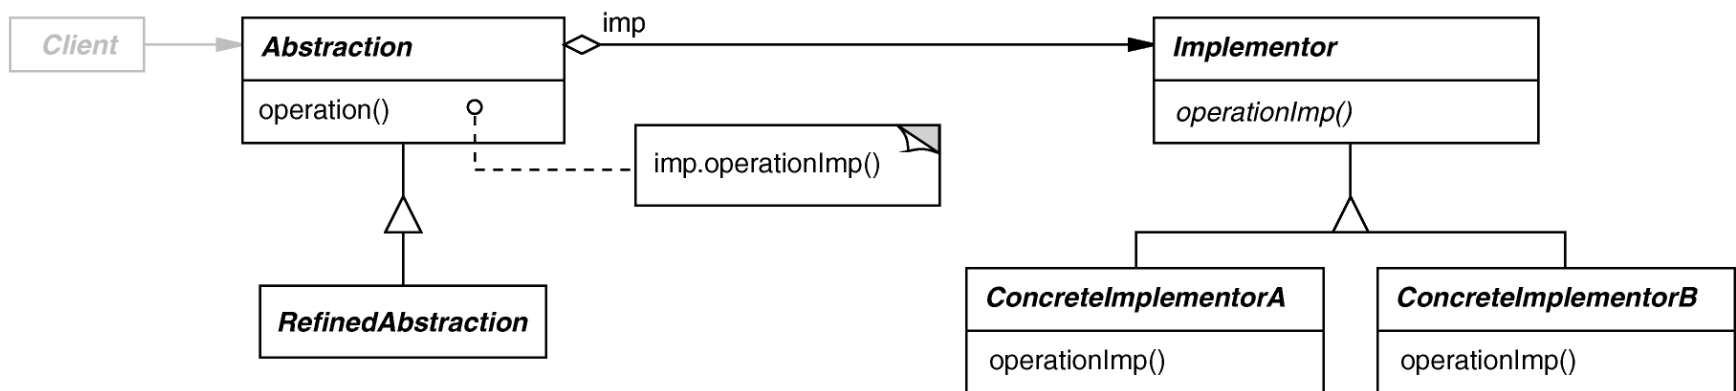 imp
Client
Abstraction
Implementor
operation()
operationImp()
imp.operationImp()
RefinedAbstraction
ConcreteImplementorA
ConcreteImplementorB
operationImp()
operationImp()